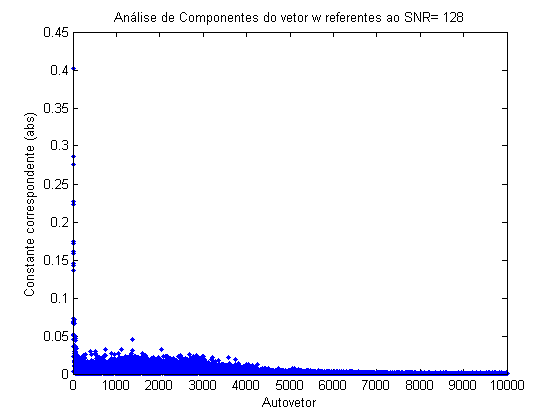 Análise de Componentes do vetor w referentes ao SNR= 128
Constante correspondente (abs)
0.45
0.4
0.35
0.3
0.25
0.2
0.15
0.1
0.05
0
0 1000 2000 3000 4000 5000 6000 7000 8000 9000 10000
Autovetor